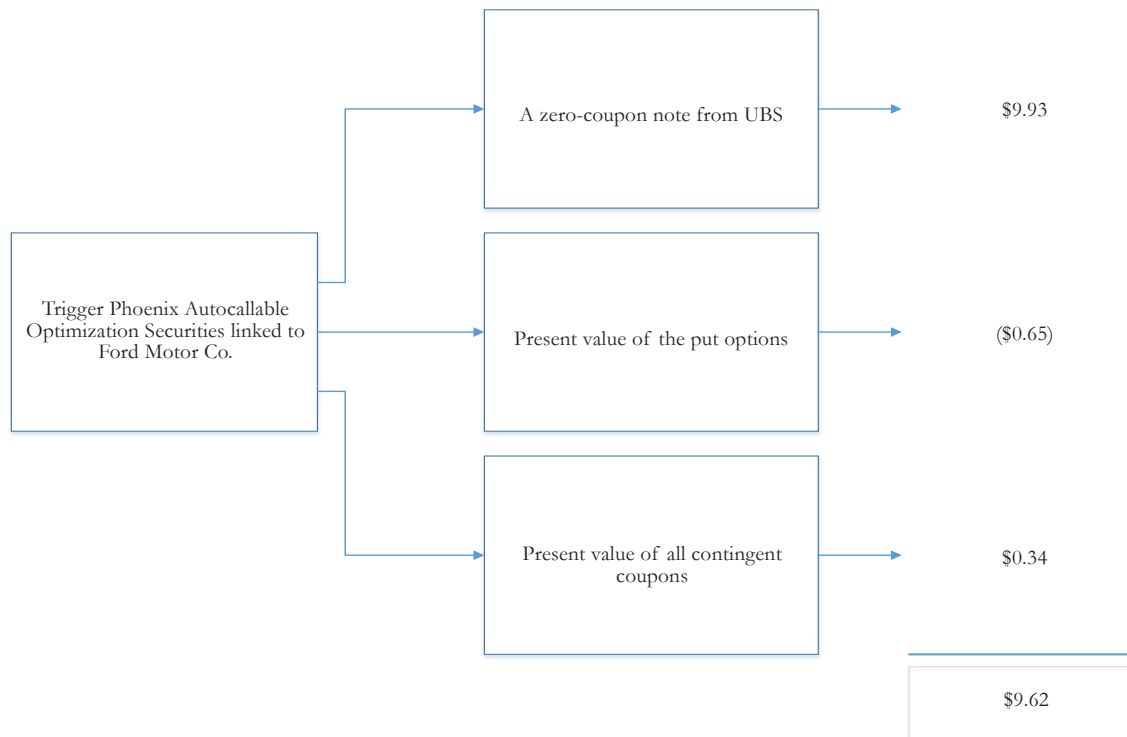 A zero-coupon note from UBS
$9.93
Trigger Phoenix Autocallable
Optimization Securities linked to
Ford Motor Co.
Present value of the put options
($0.65)
Present value of all contingent
coupons
$0.34
$9.62